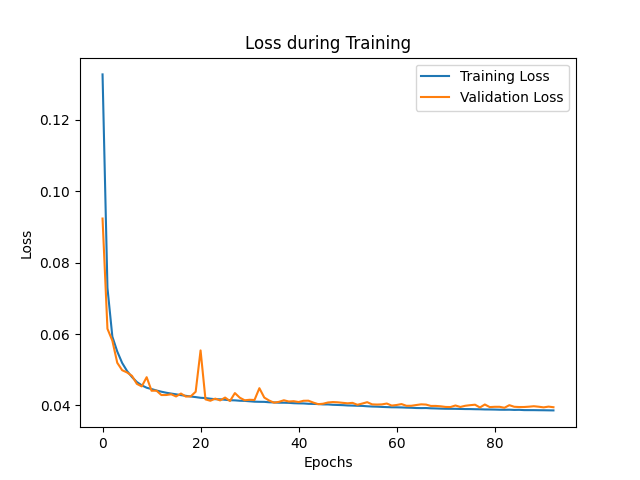 Loss during Training
Training Loss
Validation Loss
0.12
0.10
0.08
0.06
0.04
Loss
0 20 40 60 80
Epochs